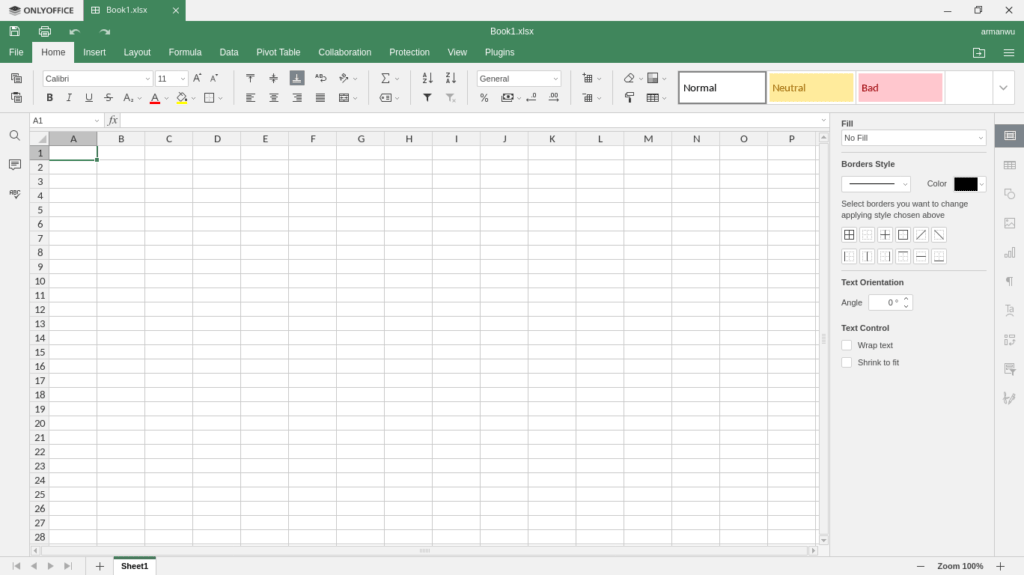 ONLYOFFICE Book1.xlsx
Book1.xlsx armanwu
File Home Insert Layout Formula Data Pivot Table Collaboration Protection View Plugins
Calibri 11 General Normal Neutral Bad
A1 fx
A B C D E F G H I J K L M N O P
1
2
3
4
5
6
7
8
9
10
11
12
13
14
15
16
17
18
19
20
21
22
23
24
25
26
27
28
Fill
No Fill
Borders Style
Color
Select borders you want to change
applying style chosen above
Text Orientation
Angle 0 °
Text Control
Wrap text
Shrink to fit
Sheet1 Zoom 100%